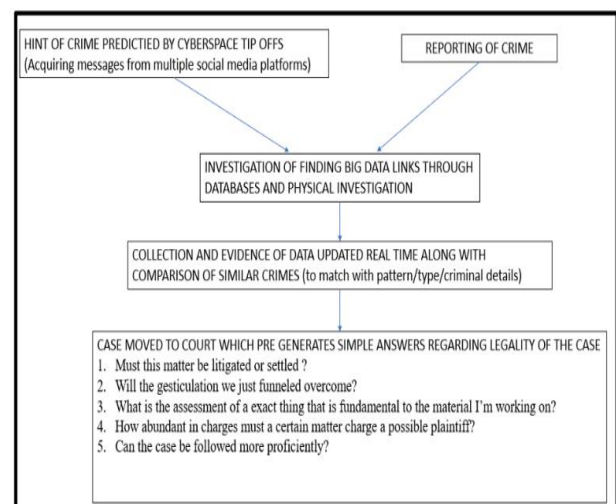 HINT OF CRIME PREDICTIED BY CYBERSPACE TIP OFFS
(Acquiring messages from multiple social media platforms)
REPORTING OF CRIME
INVESTIGATION OF FINDING BIG DATA LINKS THROUGH
DATABASES AND PHYSICAL INVESTIGATION
COLLECTION AND EVIDENCE OF DATA UPDATED REAL TIME ALONG WITH
COMPARISON OF SIMILAR CRIMES (to match with pattern/type/criminal details)
CASE MOVED TO COURT WHICH PRE GENERATES SIMPLE ANSWERS REGARDING LEGALITY OF THE CASE
1. Must this matter be litigated or settled ?
2. Will the gesticulation we just funneled overcome?
3. What is the assessment of a exact thing that is fundamental to the material I'm working on?
4. How abundant in charges must a certain matter charge a possible plaintiff?
5. Can the case be followed more proficiently?